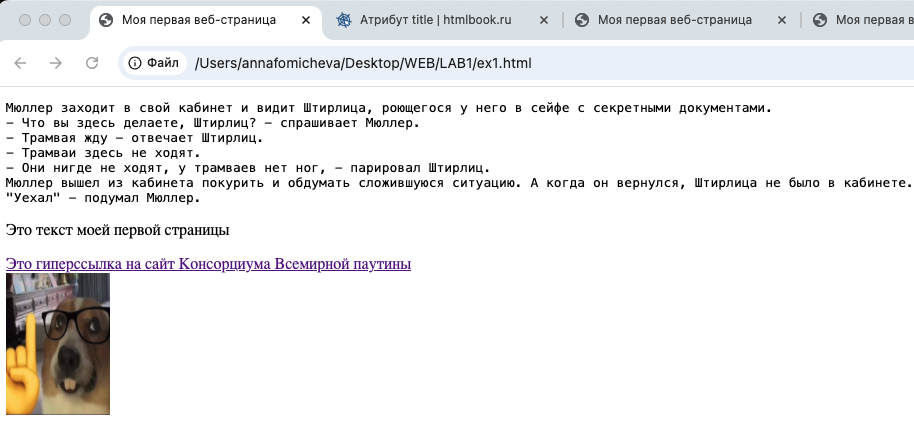 Моя первая веб-страница
Атрибут title | htmlbook.ru
Моя первая веб-страница
Моя первая в
Файл
/Users/annafomicheva/Desktop/WEB/LAB1/ex1.html
Мюллер заходит в свой кабинет и видит Штирлица, роющегося у него в сейфе с секретными документами.
– Что вы здесь делаете, Штирлиц? – спрашивает Мюллер.
– Трамвая жду – отвечает Штирлиц.
– Трамваи здесь не ходят.
– Они нигде не ходят, у трамваев нет ног, – парировал Штирлиц.
Мюллер вышел из кабинета покурить и обдумать сложившуюся ситуацию. А когда он вернулся, Штирлица не было в кабинете.
"Уехал" – подумал Мюллер.
Это текст моей первой страницы
Это гиперссылка на сайт Консорциума Всемирной паутины